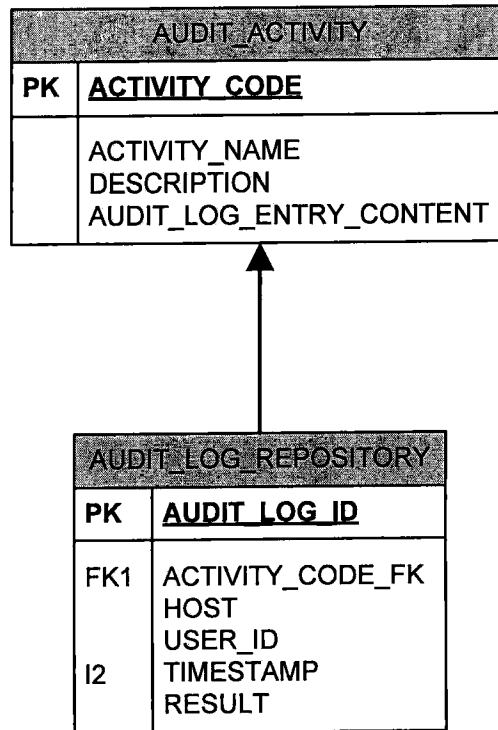 AUDIT_ACTIVITY
PK ACTIVITY_CODE
ACTIVITY_NAME
DESCRIPTION
AUDIT_LOG_ENTRY_CONTENT
AUDIT_LOG_REPOSITORY
PK AUDIT_LOG_ID
FK1 ACTIVITY_CODE_FK
HOST
USER_ID
I2 TIMESTAMP
RESULT